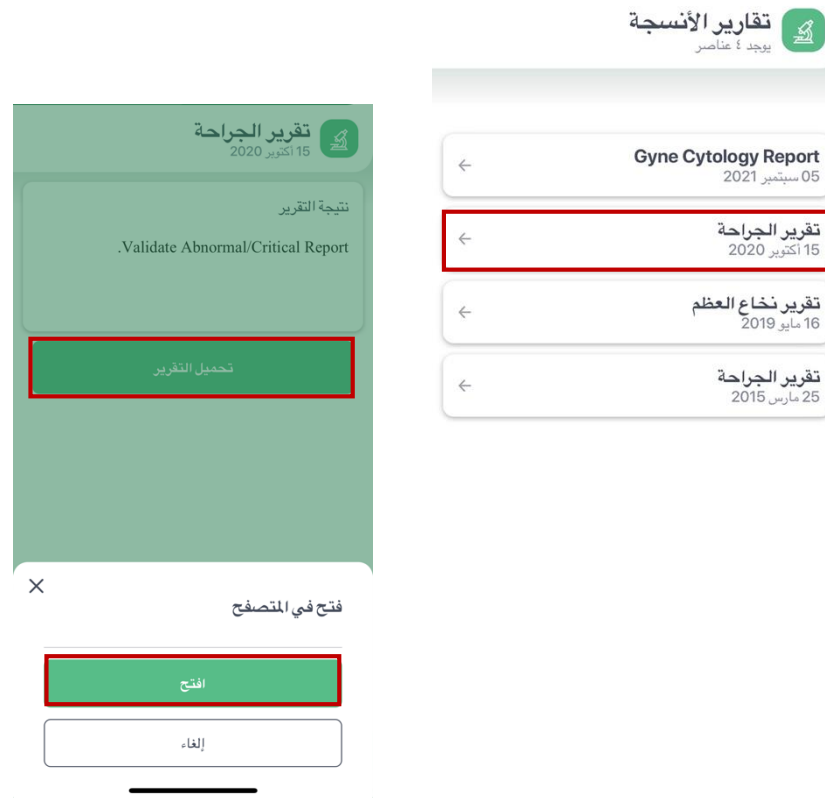 تقارير الأنسجة
يوجد ٤ عناصر
Gyne Cytology Report
05 سبتمبر 2021
تقرير الجراحة
15 أكتوبر 2020
تقرير نخاع العظم
16 مايو 2019
تقرير الجراحة
25 مارس 2015
تقرير الجراحة
15 أكتوبر 2020
نتيجة التقرير
Validate Abnormal/Critical Report.
تحميل التقرير
فتح في المتصفح
افتح
إلغاء